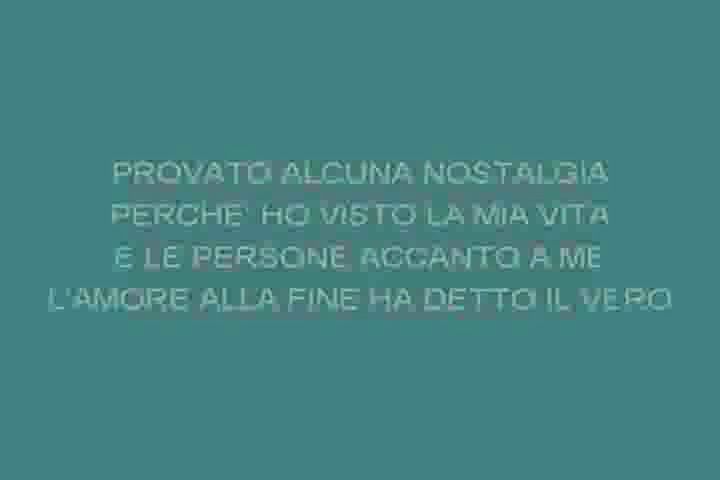 PROVATO ALCUNA NOSTALGIA
PERCHE' HO VISTO LA MIA VITA
E LE PERSONE ACCANTO A ME
L'AMORE ALLA FINE HA DETTO IL VERO